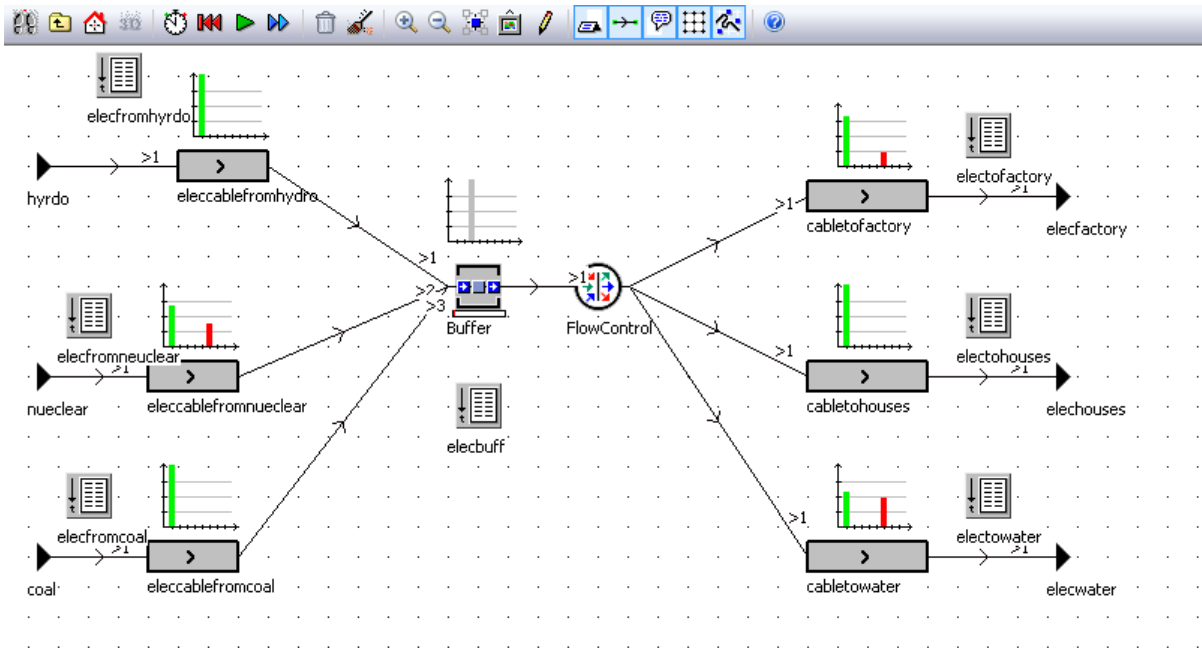 elecfromhyrdo
>1
hyrdo
eleccablefromhydro
>1
>2
>3
Buffer
>1
FlowControl
>1
cabletofactory
electofactory
>1
elecfactory
elecfromneuclear
>1
nueclear
eleccablefromnueclear
elecbuff
>1
cabletohouses
electohouses
>1
elechouses
elecfromcoal
>1
coal
eleccablefromcoal
>1
cabletowater
electowater
>1
elecwater